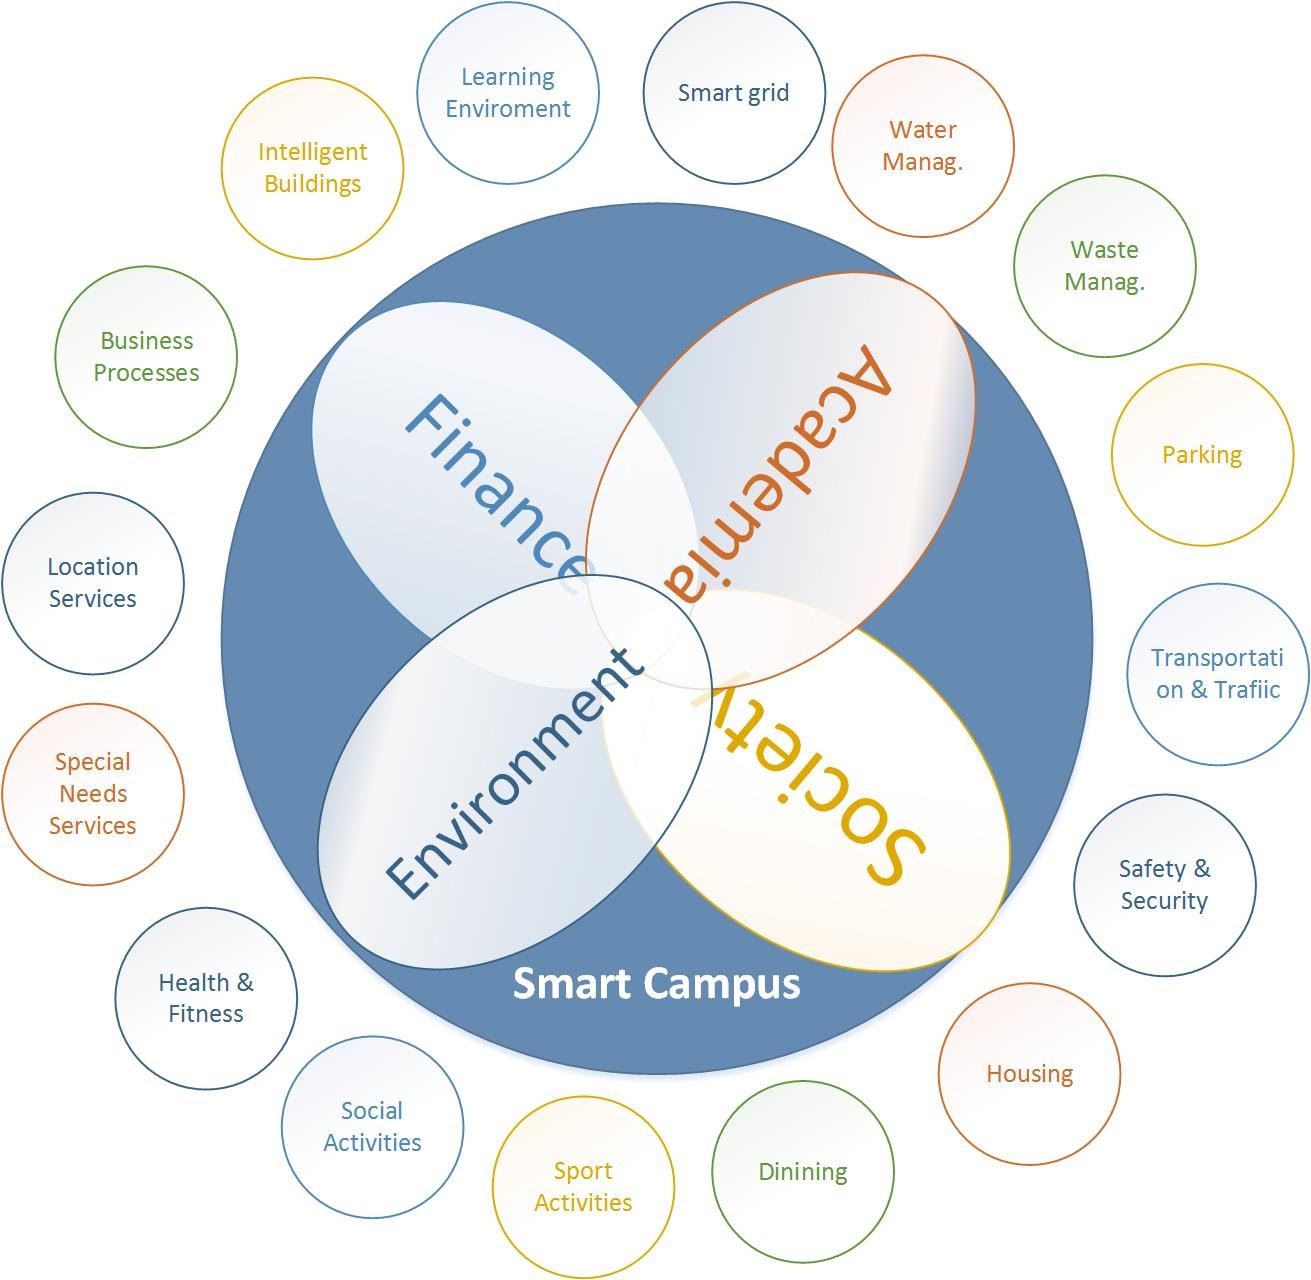 Learning
Enviroment
Smart grid
Water
Manag.
Intelligent
Buildings
Waste
Manag.
Business
Processes
Parking
Finance
Academia
Location
Services
Transportati
on & Trafiic
Environment
Society
Special
Needs
Services
Safety &
Security
Smart Campus
Health &
Fitness
Housing
Social
Activities
Sport
Activities
Dinining